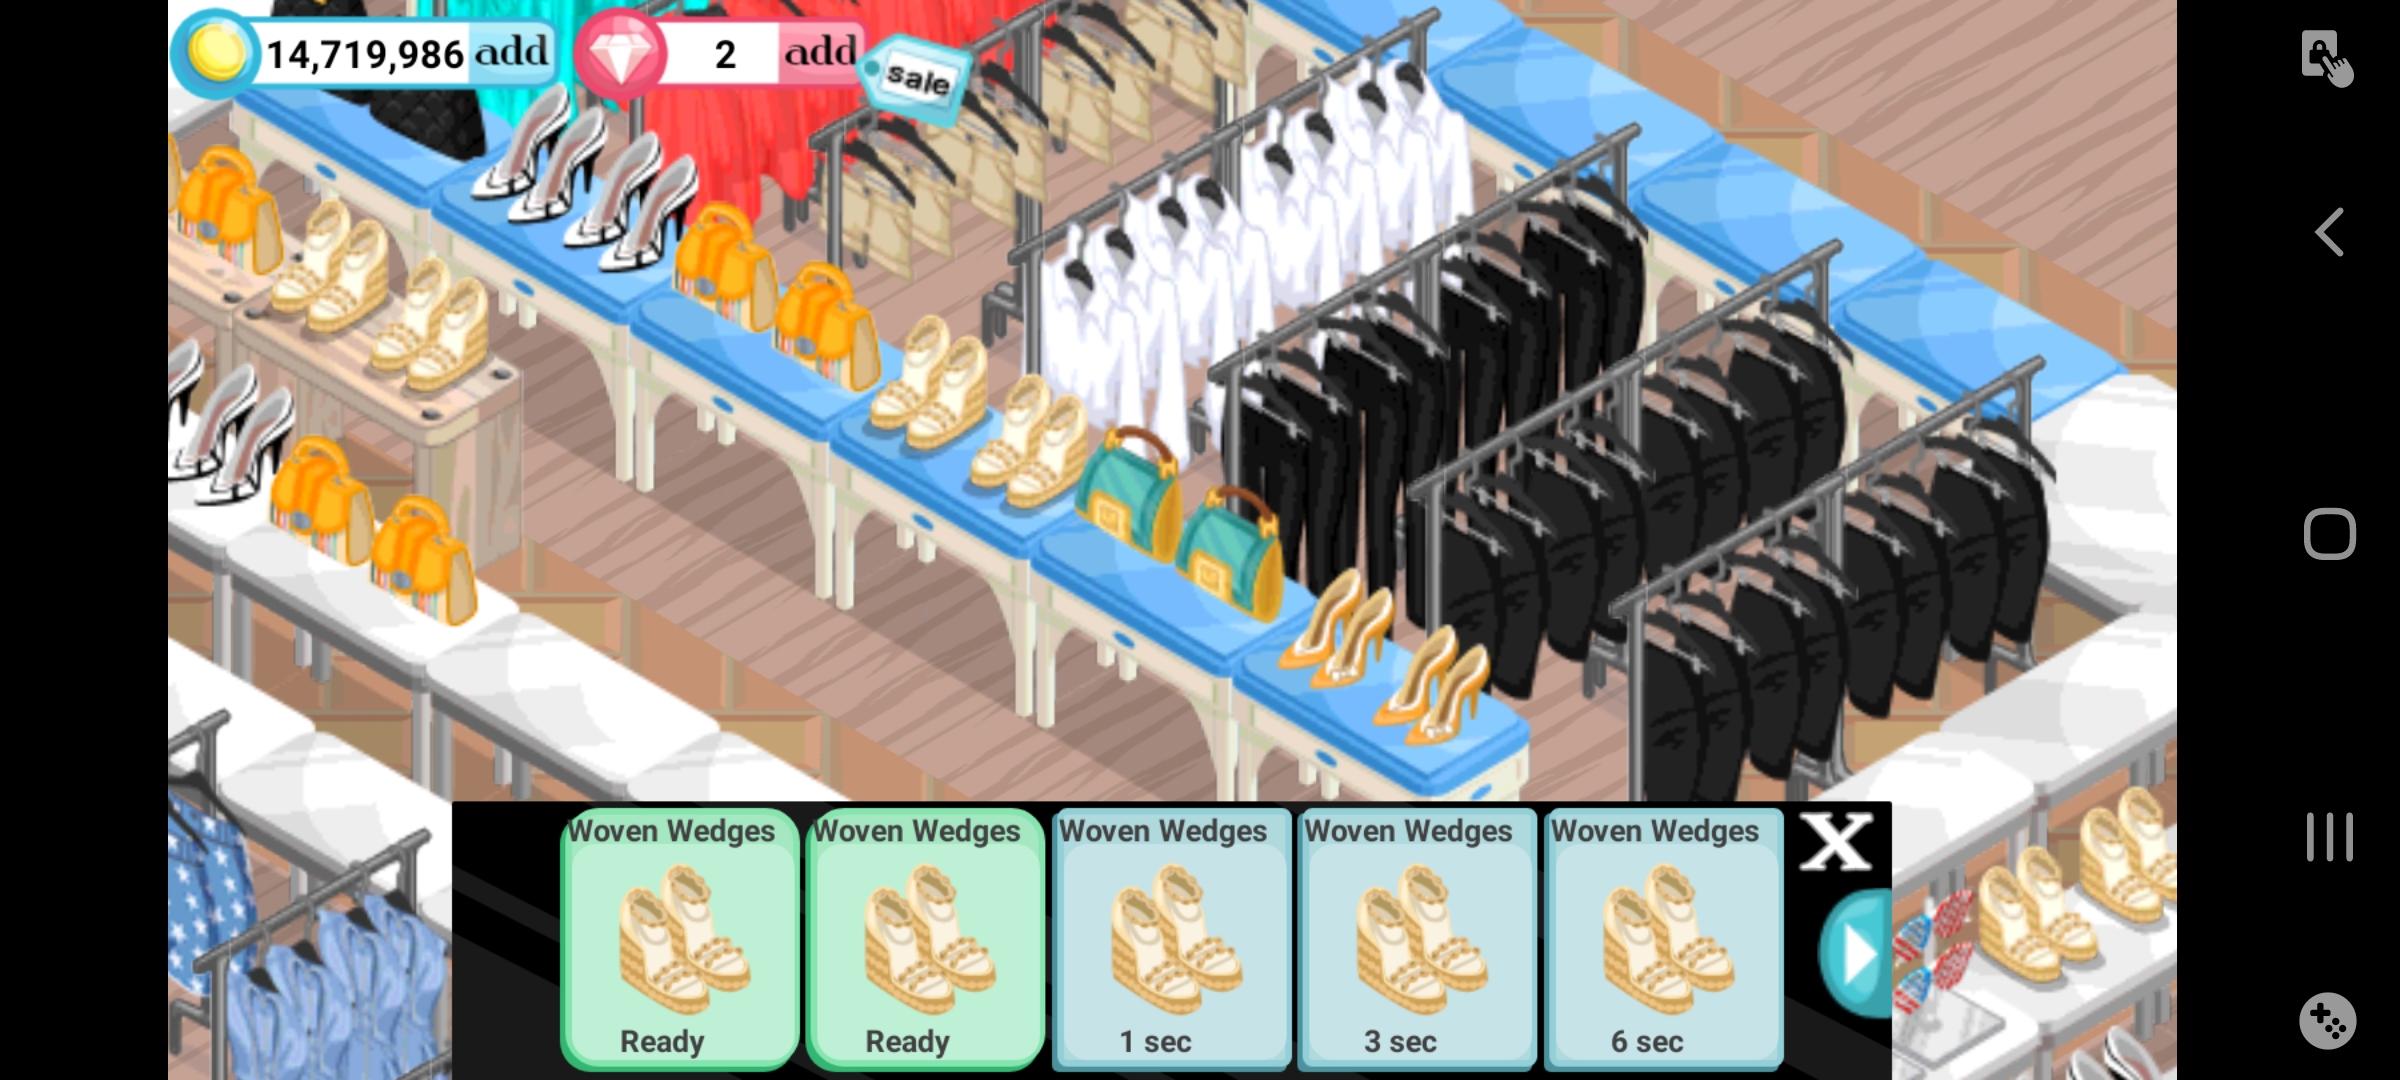 14,719,986 add
2 add
sale
Woven Wedges
Ready
Woven Wedges
Ready
Woven Wedges
1 sec
Woven Wedges
3 sec
Woven Wedges
6 sec
X